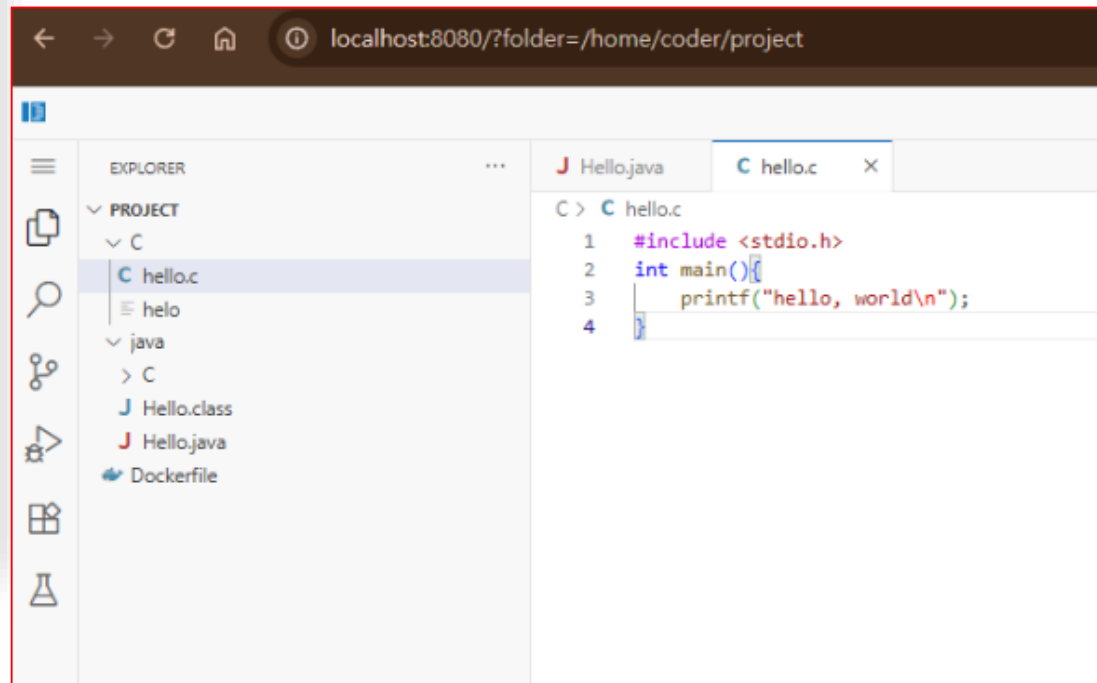 localhost:8080/?folder=/home/coder/project
EXPLORER
PROJECT
C
C hello.c
helo
java
C
J Hello.class
J Hello.java
Dockerfile
J Hello.java
C hello.c
C > C hello.c
1 #include <stdio.h>
2 int main(){
3 printf("hello, world\n");
4 }